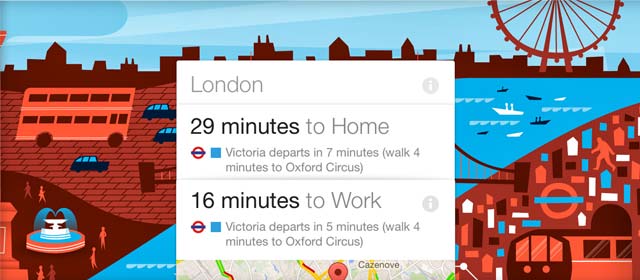 London
29 minutes to Home
Victoria departs in 7 minutes (walk 4
minutes to Oxford Circus)
16 minutes to Work
Victoria departs in 5 minutes (walk 4
minutes to Oxford Circus)
Cazenove